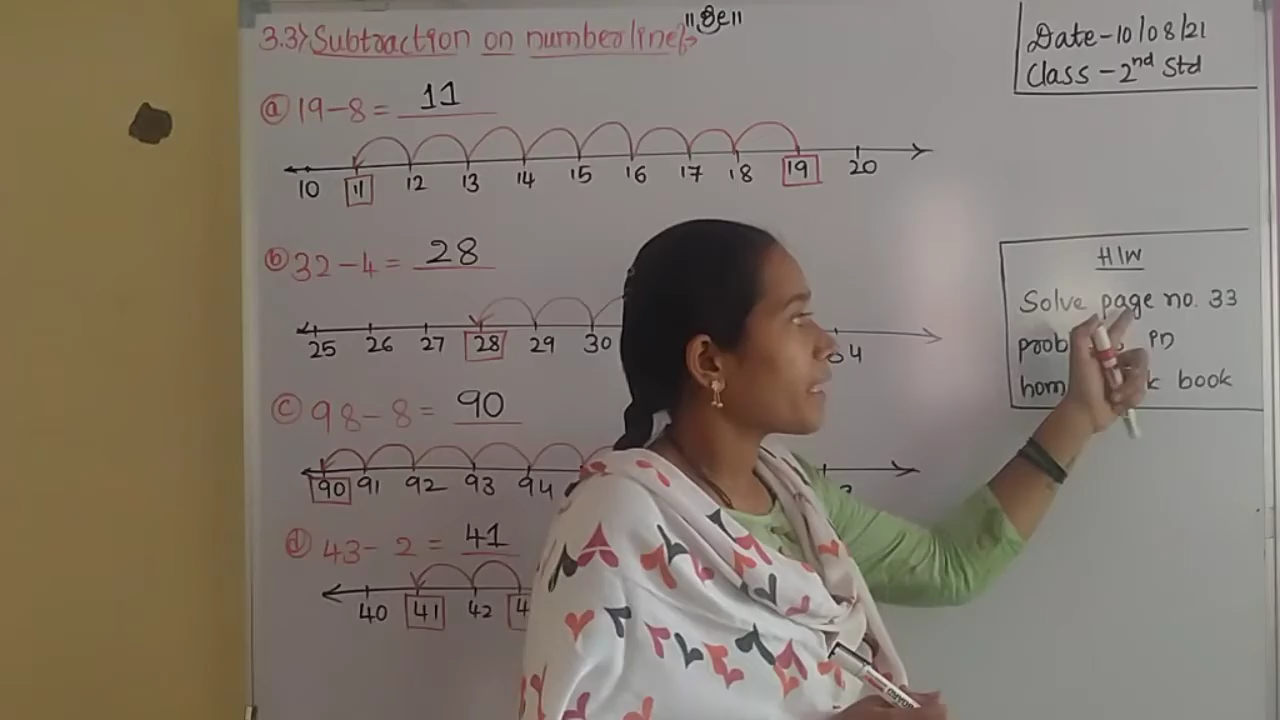 3.3) Subtraction on numberline:-
"ಶ್ರೀ"
Date-10/08/21
Class-2nd Std
a) 19-8 = 11
10 11 12 13 14 15 16 17 18 19 20
b) 32-4 = 28
25 26 27 28 29 30
c) 98-8 = 90
90 91 92 93 94
d) 43- 2 = 41
40 41 42
H/W
Solve page no. 33
book